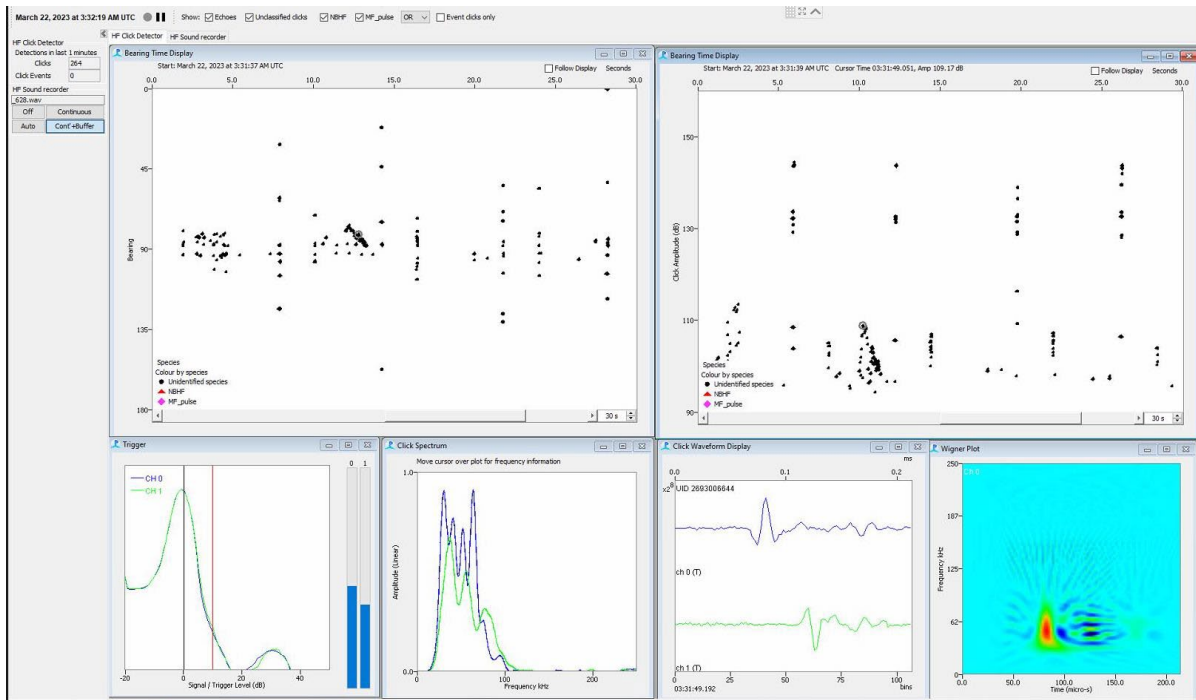 March 22, 2023 at 3:32:19 AM UTC Show: Echoes Unclassified clicks NBHF MF_pulse OR Event clicks only
HF Click Detector HF Sound recorder
HF Click Detector
Detections in last 1 minutes
Clicks 264
Click Events 0
HF Sound recorder
_628.wav
Off Continuous
Auto Cont'+Buffer
Bearing Time Display
Start: March 22, 2023 at 3:31:37 AM UTC
Follow Display Seconds
0.0 5.0 10.0 15.0 20.0 25.0 30.0
0
45
90
135
180
Bearing
Species
Colour by species
Unidentified species
NBHF
MF_pulse
30 s
Bearing Time Display
Start: March 22, 2023 at 3:31:39 AM UTC Cursor Time 03:31:49.051, Amp 109.17 dB
Follow Display Seconds
0.0 5.0 10.0 15.0 20.0 25.0 30.0
150
130
110
90
Click Amplitude (dB)
Species
Colour by species
Unidentified species
NBHF
MF_pulse
30 s
Trigger
CH 0
CH 1
0 1
-20 0 20 40
Signal / Trigger Level (dB)
Click Spectrum
Move cursor over plot for frequency information
1.0
0.0
Amplitude (Linear)
0 100 200
Frequency kHz
Click Waveform Display
ms
0.0 0.1 0.2
UID 2693006644
ch 0 (T)
ch 1 (T)
03:31:49.192
0 50 100
bins
Wigner Plot
Ch 0
250
187
125
62
0
Frequency kHz
0.0 50.0 100.0 150.0 200.0
Time (micro-s)